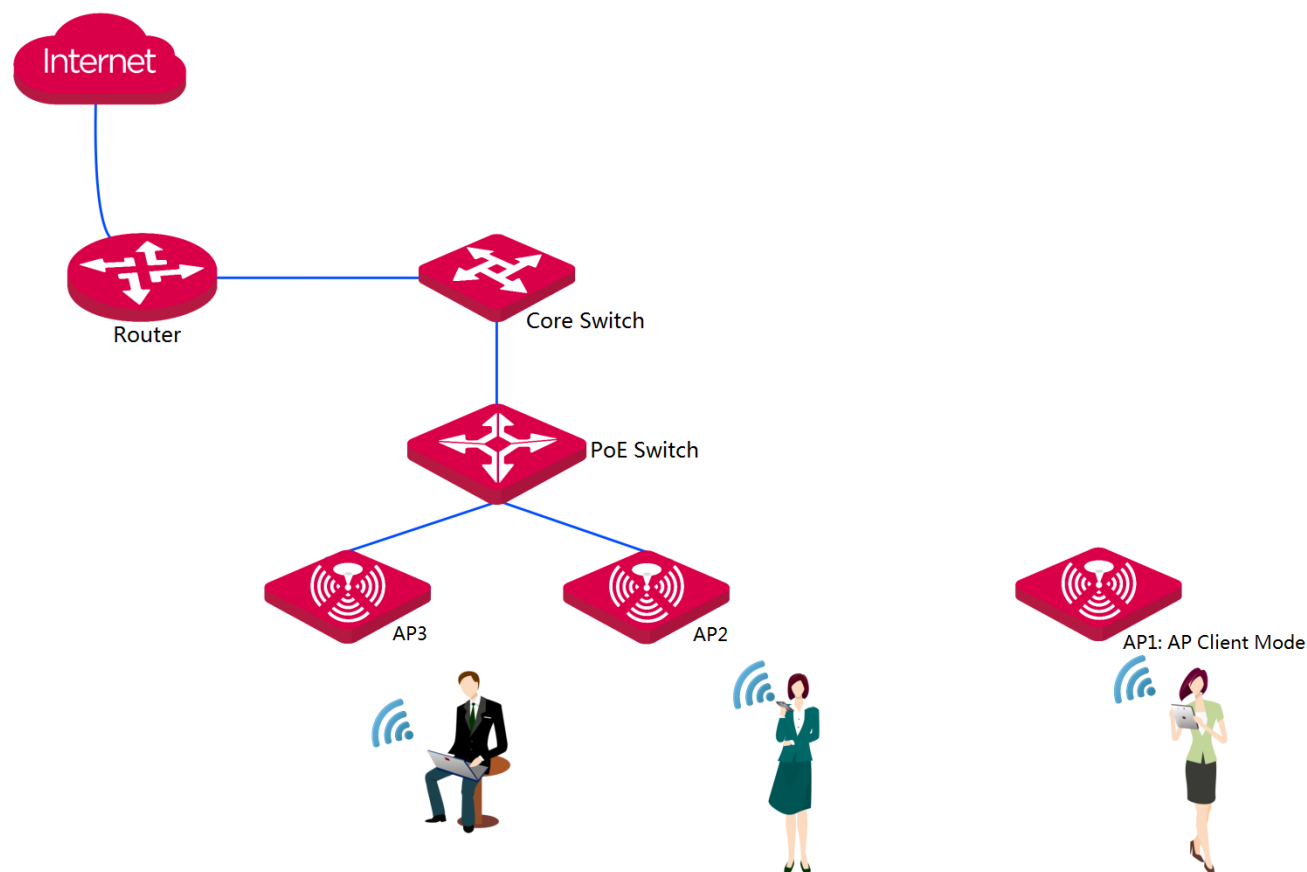 Internet
Router
Core Switch
PoE Switch
AP3
AP2
AP1: AP Client Mode